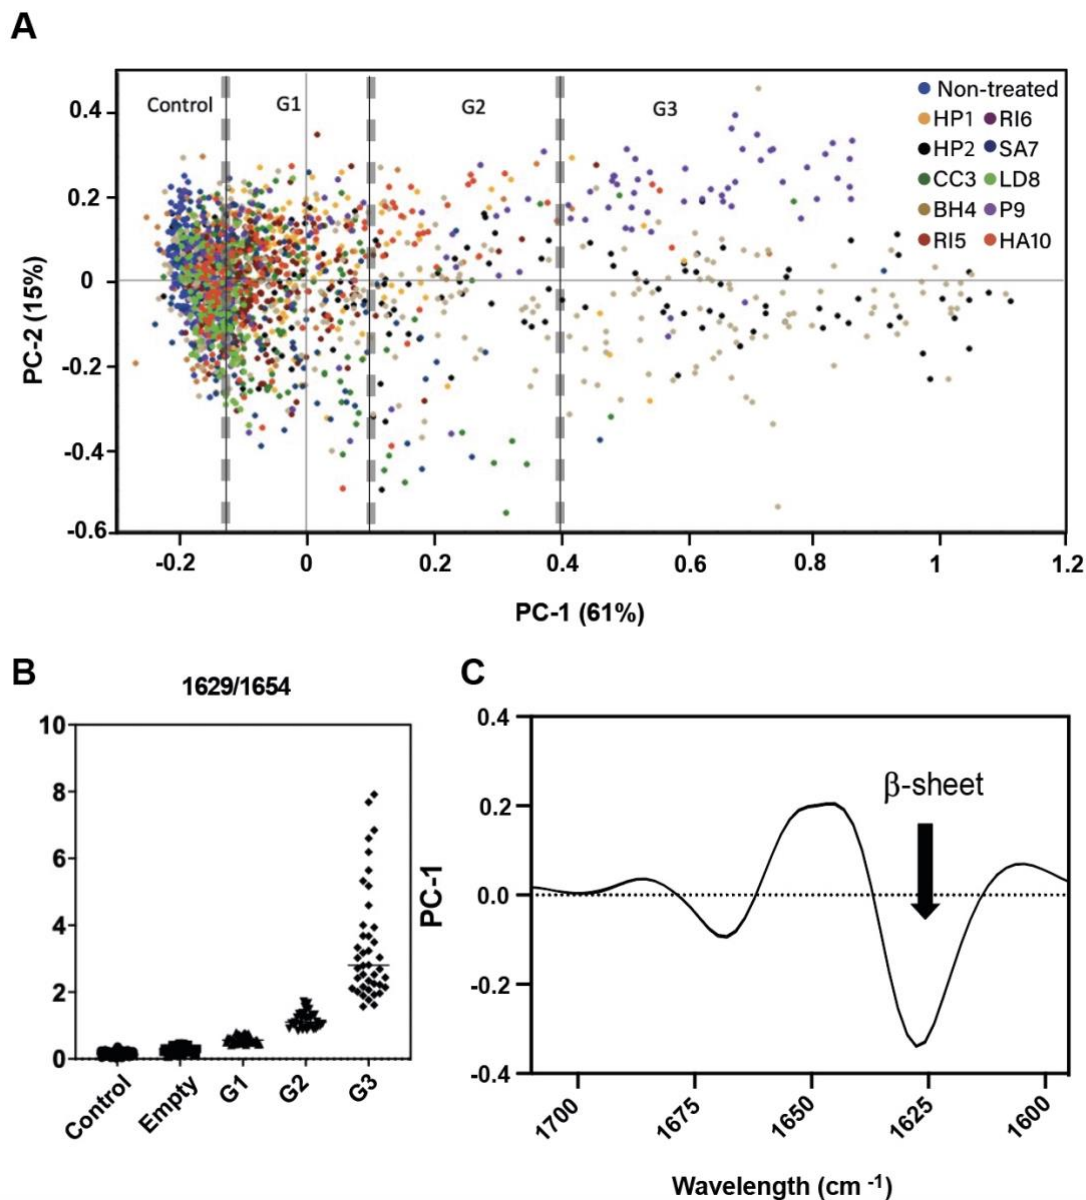 A
Control G1 G2 G3
Non-treated
HP1 RI6
HP2 SA7
CC3 LD8
BH4 P9
RI5 HA10
0.4
0.2
0
-0.2
-0.4
-0.6
PC-2 (15%)
-0.2 0 0.2 0.4 0.6 0.8 1 1.2
PC-1 (61%)
B
1629/1654
10
8
6
4
2
0
Control Empty G1 G2 G3
C
0.4
0.2
0.0
-0.2
-0.4
PC-1
β-sheet
1700 1675 1650 1625 1600
Wavelength (cm -1)